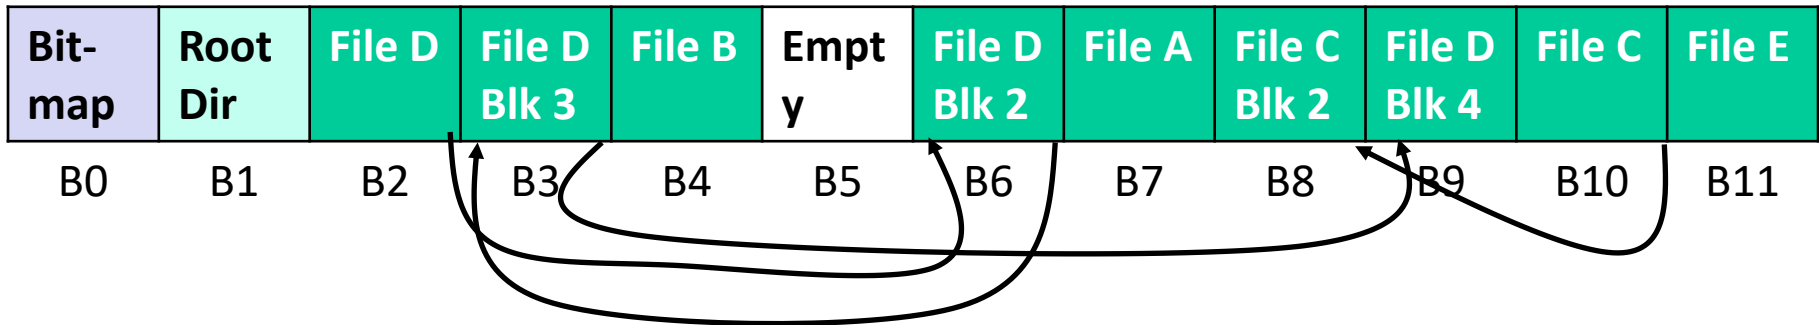 Bit-
map
Root
Dir
File D
File D
Blk 3
File B
Empt
y
File D
Blk 2
File A
File C
Blk 2
File D
Blk 4
File C
File E
B0 B1 B2 B3 B4 B5 B6 B7 B8 B9 B10 B11